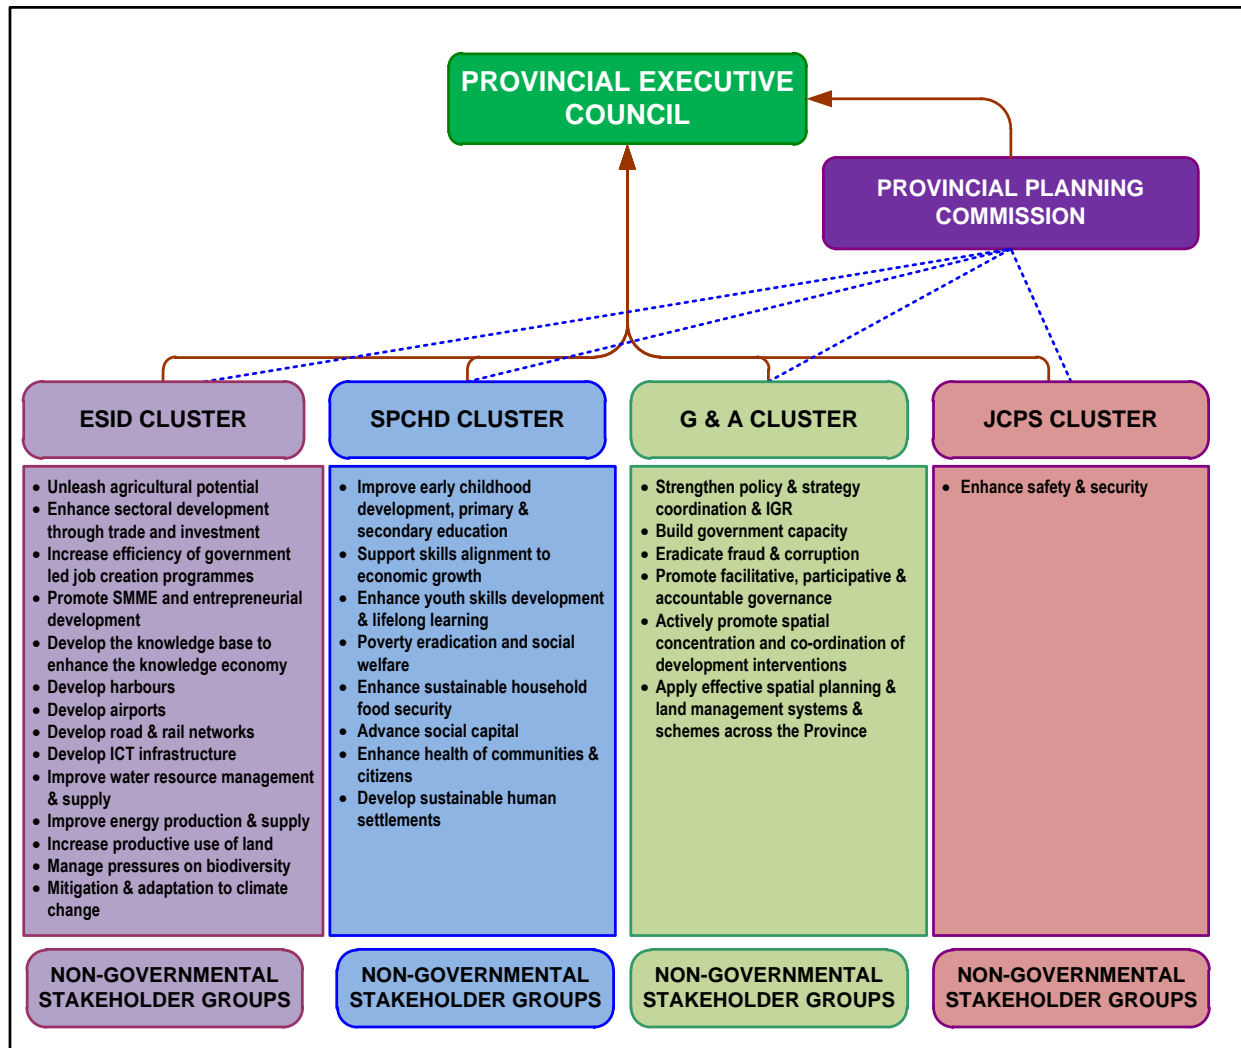 PROVINCIAL EXECUTIVE
COUNCIL
PROVINCIAL PLANNING
COMMISSION
ESID CLUSTER
• Unleash agricultural potential
• Enhance sectoral development
through trade and investment
• Increase efficiency of government
led job creation programmes
• Promote SMME and entrepreneurial
development
• Develop the knowledge base to
enhance the knowledge economy
• Develop harbours
• Develop airports
• Develop road & rail networks
• Develop ICT infrastructure
• Improve water resource management
& supply
• Improve energy production & supply
• Increase productive use of land
• Manage pressures on biodiversity
• Mitigation & adaptation to climate
change
NON-GOVERNMENTAL
STAKEHOLDER GROUPS
SPCHD CLUSTER
• Improve early childhood
development, primary &
secondary education
• Support skills alignment to
economic growth
• Enhance youth skills development
& lifelong learning
• Poverty eradication and social
welfare
• Enhance sustainable household
food security
• Advance social capital
• Enhance health of communities &
citizens
• Develop sustainable human
settlements
NON-GOVERNMENTAL
STAKEHOLDER GROUPS
G & A CLUSTER
• Strengthen policy & strategy
coordination & IGR
• Build government capacity
• Eradicate fraud & corruption
• Promote facilitative, participative &
accountable governance
• Actively promote spatial
concentration and co-ordination of
development interventions
• Apply effective spatial planning &
land management systems &
schemes across the Province
NON-GOVERNMENTAL
STAKEHOLDER GROUPS
JCPS CLUSTER
• Enhance safety & security
NON-GOVERNMENTAL
STAKEHOLDER GROUPS